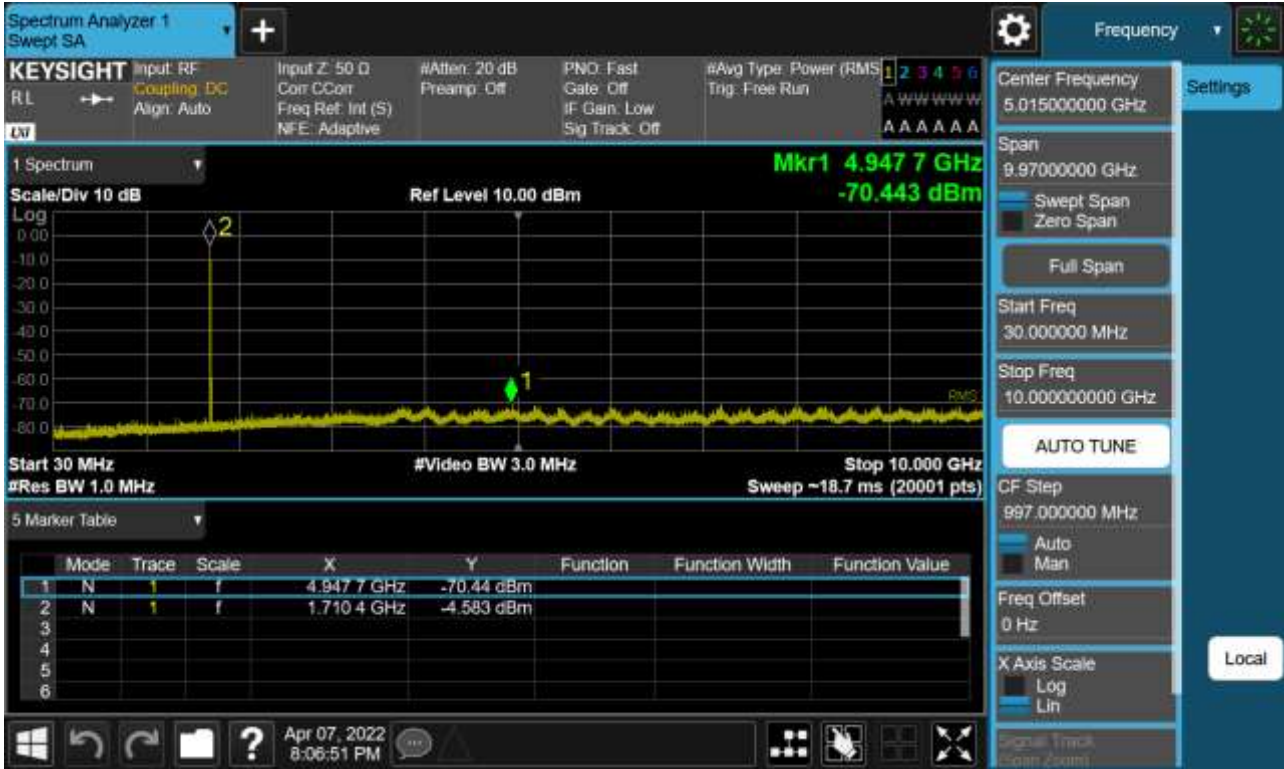 Spectrum Analyzer 1
Swept SA
+
Frequency
KEYSIGHT
RL
LXI
Input: RF
Coupling: DC
Align: Auto
Input Z: 50 Ω
Corr CCorr
Freq Ref: Int (S)
NFE: Adaptive
#Atten: 20 dB
Preamp: Off
PNO: Fast
Gate: Off
IF Gain: Low
Sig Track: Off
#Avg Type: Power (RMS
Trig: Free Run
1 2 3 4 5 6
A W W W W W
A A A A A A
1 Spectrum
Scale/Div 10 dB
Ref Level 10.00 dBm
Mkr1 4.947 7 GHz
-70.443 dBm
Log
0.00
-10.0
-20.0
-30.0
-40.0
-50.0
-60.0
-70.0
-80.0
2
1
RMS
Start 30 MHz
#Video BW 3.0 MHz
Stop 10.000 GHz
#Res BW 1.0 MHz
Sweep ~18.7 ms (20001 pts)
5 Marker Table
Mode Trace Scale X Y Function Function Width Function Value
1 N 1 f 4.947 7 GHz -70.44 dBm
2 N 1 f 1.710 4 GHz -4.583 dBm
3
4
5
6
Center Frequency
5.015000000 GHz
Settings
Span
9.97000000 GHz
Swept Span
Zero Span
Full Span
Start Freq
30.000000 MHz
Stop Freq
10.000000000 GHz
AUTO TUNE
CF Step
997.000000 MHz
Auto
Man
Freq Offset
0 Hz
X Axis Scale
Log
Lin
Signal Track
(Span Zoom)
Local
?
Apr 07, 2022
8:06:51 PM